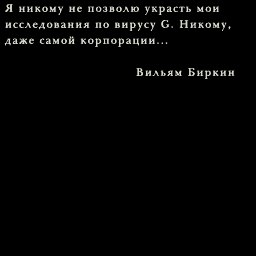 Я никому не позволю украсть мои
исследования по вирусу G. Никому,
даже самой корпорации...
Вильям Биркин